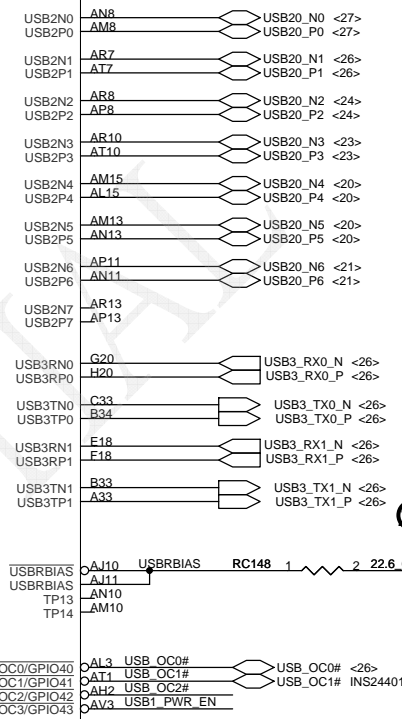 USB2N0 AN8 USB20_N0 <27>
USB2P0 AM8 USB20_P0 <27>
USB2N1 AR7 USB20_N1 <26>
USB2P1 AT7 USB20_P1 <26>
USB2N2 AR8 USB20_N2 <24>
USB2P2 AP8 USB20_P2 <24>
USB2N3 AR10 USB20_N3 <23>
USB2P3 AT10 USB20_P3 <23>
USB2N4 AM15 USB20_N4 <20>
USB2P4 AL15 USB20_P4 <20>
USB2N5 AM13 USB20_N5 <20>
USB2P5 AN13 USB20_P5 <20>
USB2N6 AP11 USB20_N6 <21>
USB2P6 AN11 USB20_P6 <21>
USB2N7 AR13
USB2P7 AP13
USB3RN0 G20 USB3_RX0_N <26>
USB3RP0 H20 USB3_RX0_P <26>
USB3TN0 C33 USB3_TX0_N <26>
USB3TP0 B34 USB3_TX0_P <26>
USB3RN1 E18 USB3_RX1_N <26>
USB3RP1 F18 USB3_RX1_P <26>
USB3TN1 B33 USB3_TX1_N <26>
USB3TP1 A33 USB3_TX1_P <26>
USBRBIAS AJ10 USBRBIAS RC148 1 2 22.6_
USBRBIAS AJ11
TP13 AN10
TP14 AM10
OC0/GPIO40 AL3 USB_OC0# USB_OC0# <26>
OC1/GPIO41 AT1 USB_OC1# USB_OC1# INS24401
OC2/GPIO42 AH2 USB_OC2#
OC3/GPIO43 AV3 USB1_PWR_EN